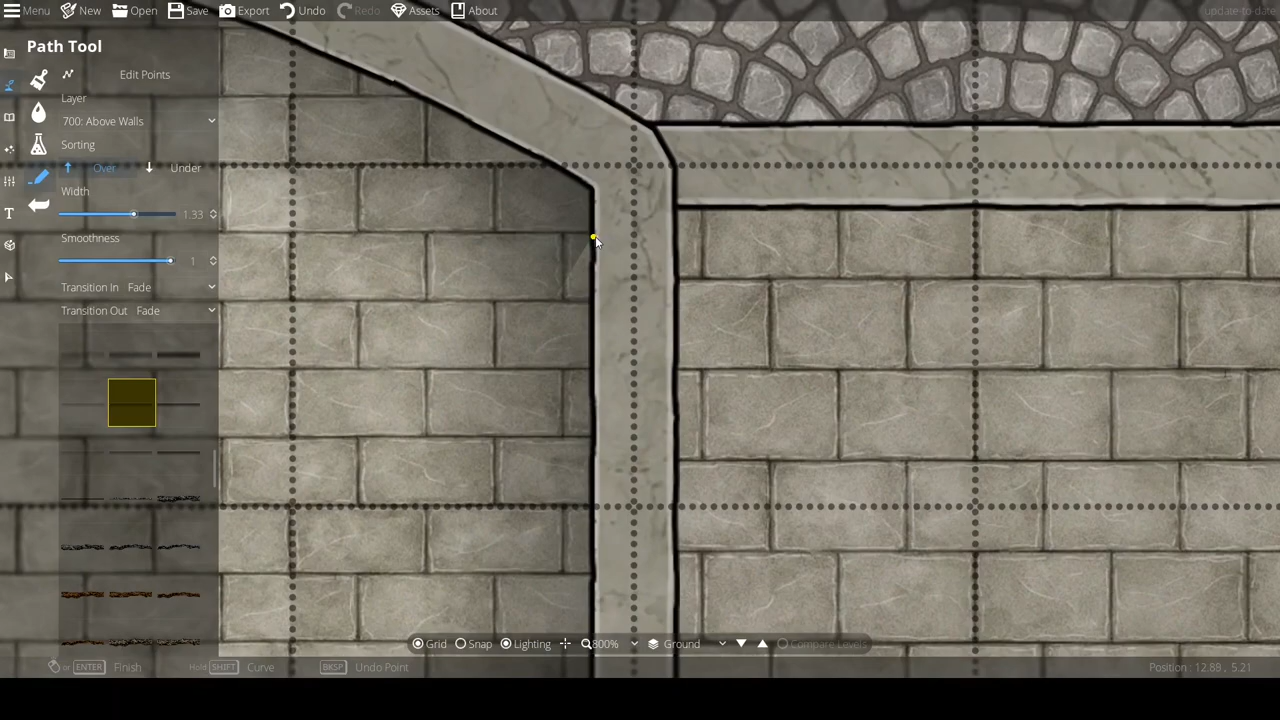 Menu New Open Save Export Undo Redo Assets About update-to date
Path Tool
Edit Points
Layer
700: Above Walls
Sorting
Over Under
Width
1.33
Smoothness
1
Transition In Fade
Transition Out Fade
Grid Snap Lighting 800% Ground Compare Levels
or ENTER Finish Hold SHIFT Curve BKSP Undo Point Position : 12.89 , 5.21